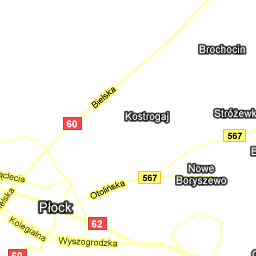 Brochocin
Bielska
Kostrogaj
Stróżewk
60
567
567
Nowe
Boryszewo
Otolińska
Płock
62
Kolegialna
Wyszogrodzka
60